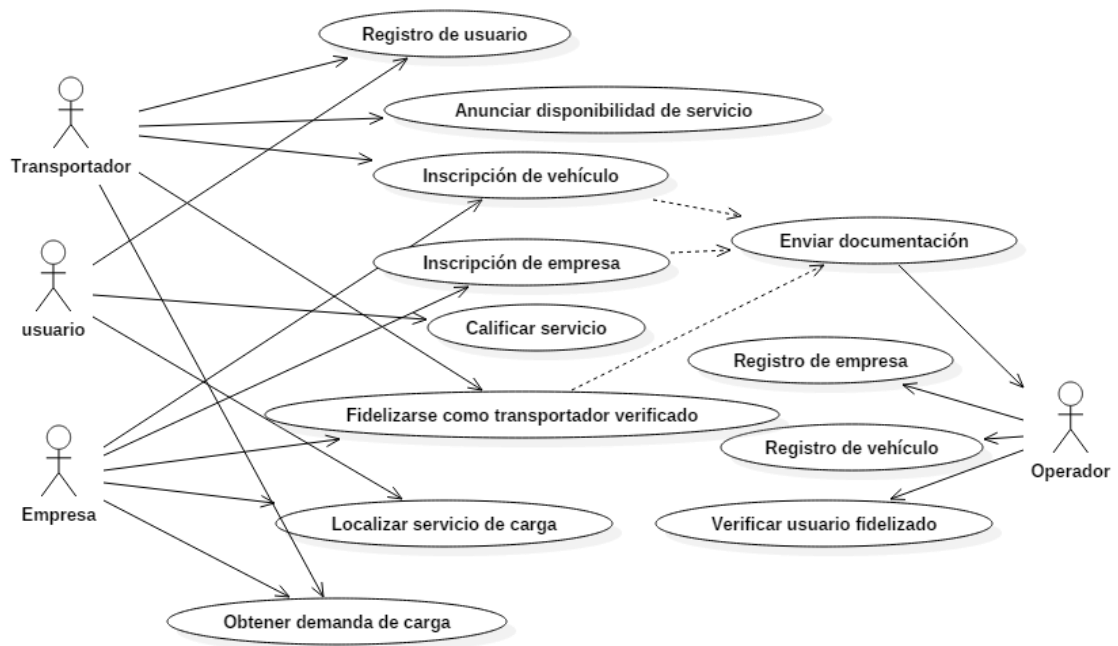 Registro de usuario
Transportador
Anunciar disponibilidad de servicio
Inscripción de vehículo
Enviar documentación
Inscripción de empresa
usuario
Calificar servicio
Registro de empresa
Fidelizarse como transportador verificado
Registro de vehículo
Operador
Empresa
Localizar servicio de carga
Verificar usuario fidelizado
Obtener demanda de carga